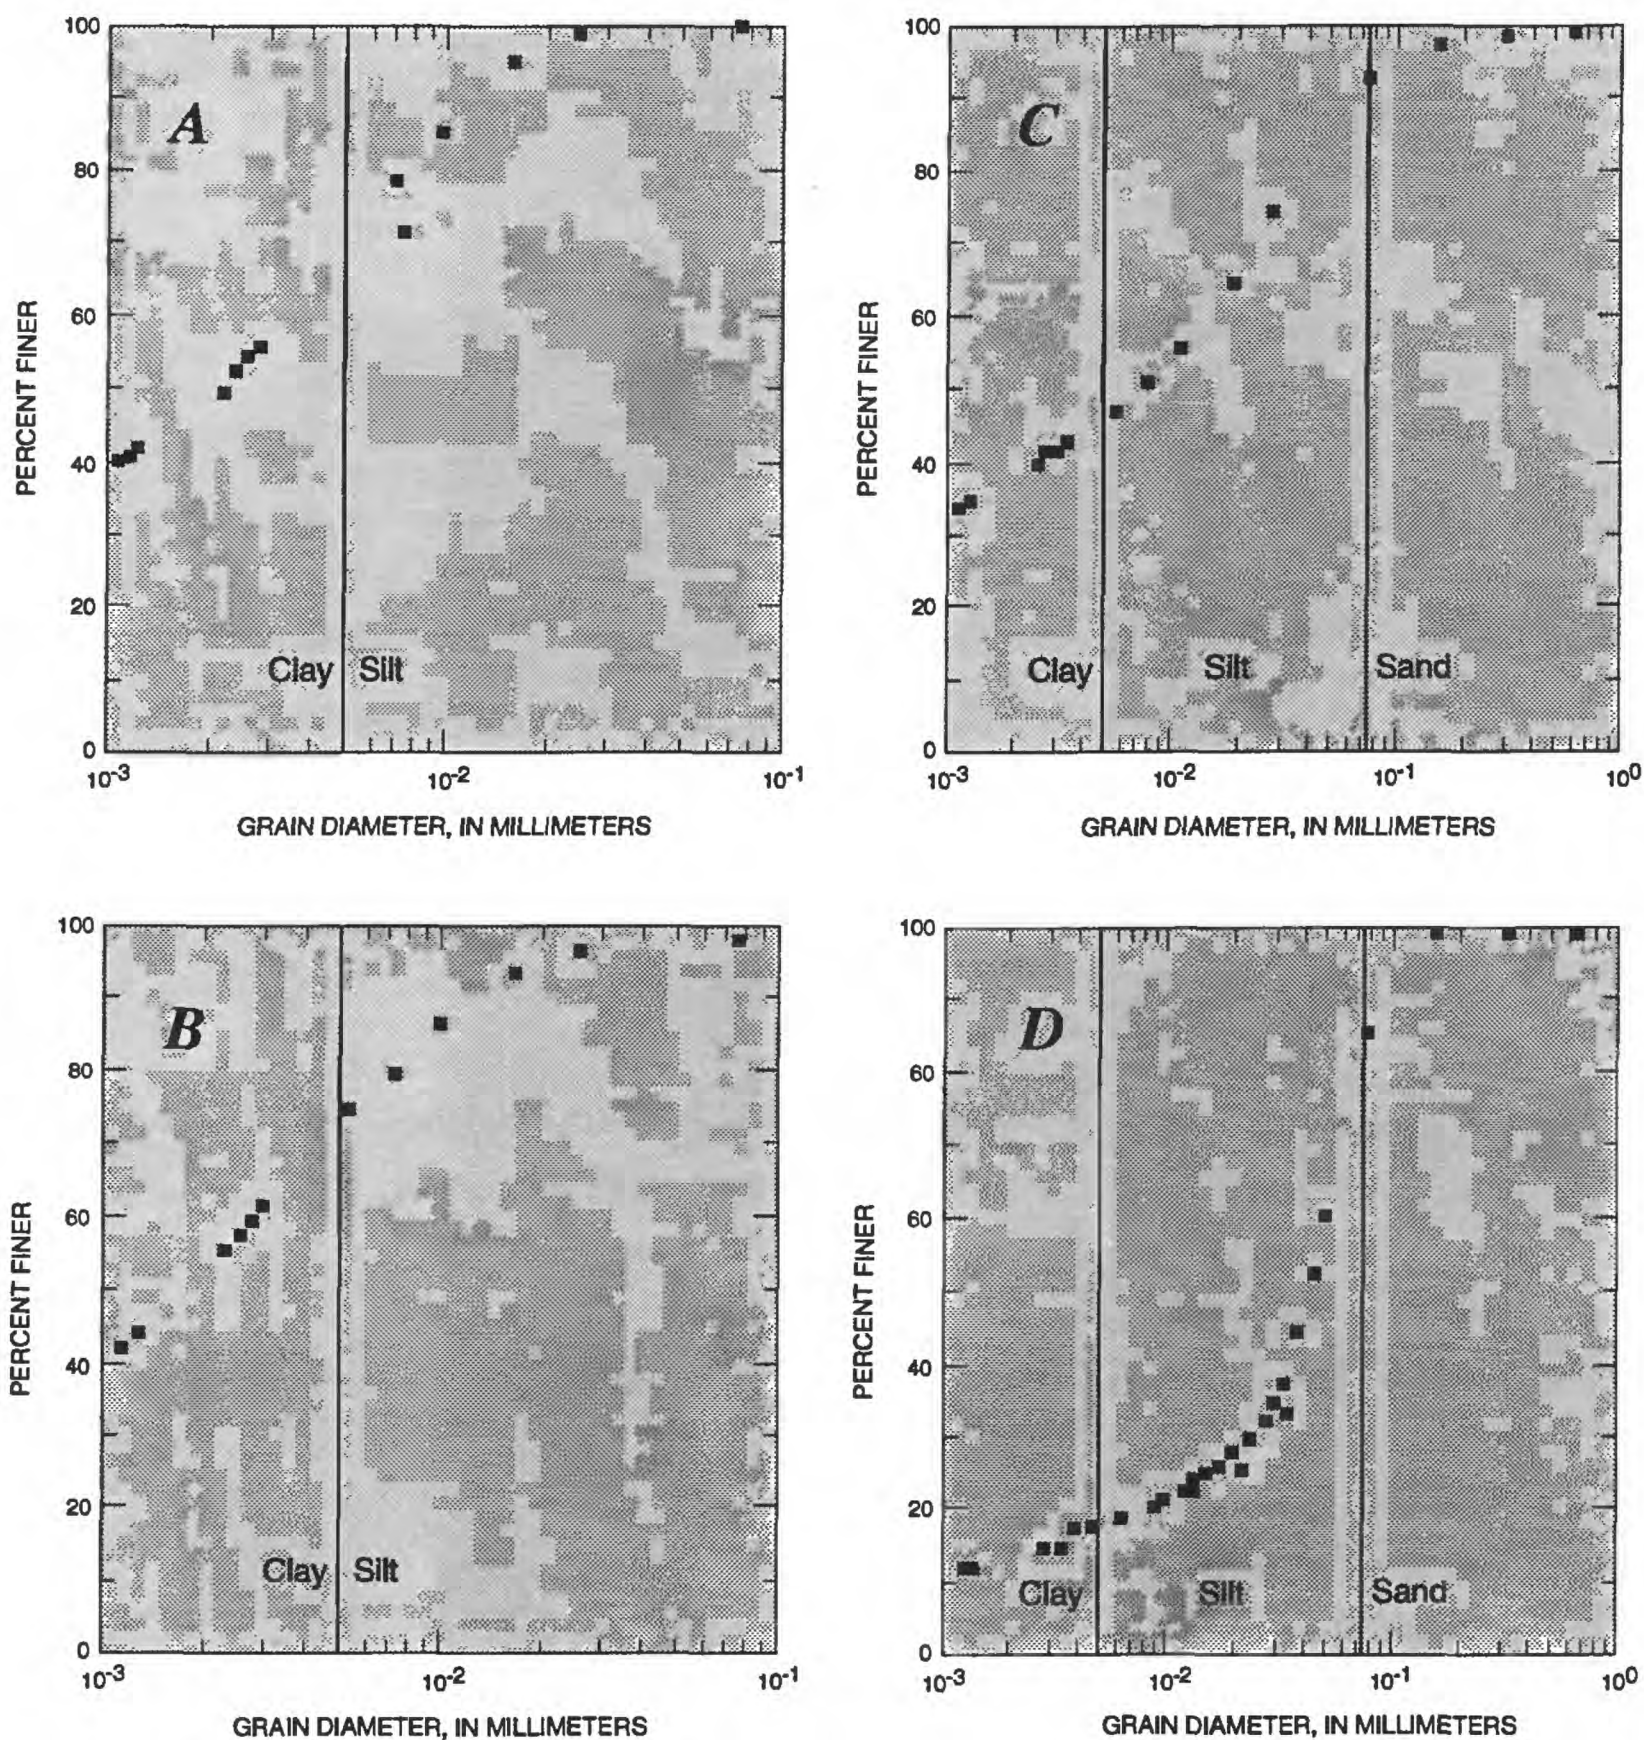 100
80
60
40
20
0
PERCENT FINER
A
Clay
Silt
10-3
10-2
10-1
GRAIN DIAMETER, IN MILLIMETERS
100
80
60
40
20
0
PERCENT FINER
C
Clay
Silt
Sand
10-3
10-2
10-1
100
GRAIN DIAMETER, IN MILLIMETERS
100
80
60
40
20
0
PERCENT FINER
B
Clay
Silt
10-3
10-2
10-1
GRAIN DIAMETER, IN MILLIMETERS
100
60
60
40
20
0
PERCENT FINER
D
Clay
Silt
Sand
10-3
10-2
10-1
100
GRAIN DIAMETER, IN MILLIMETERS